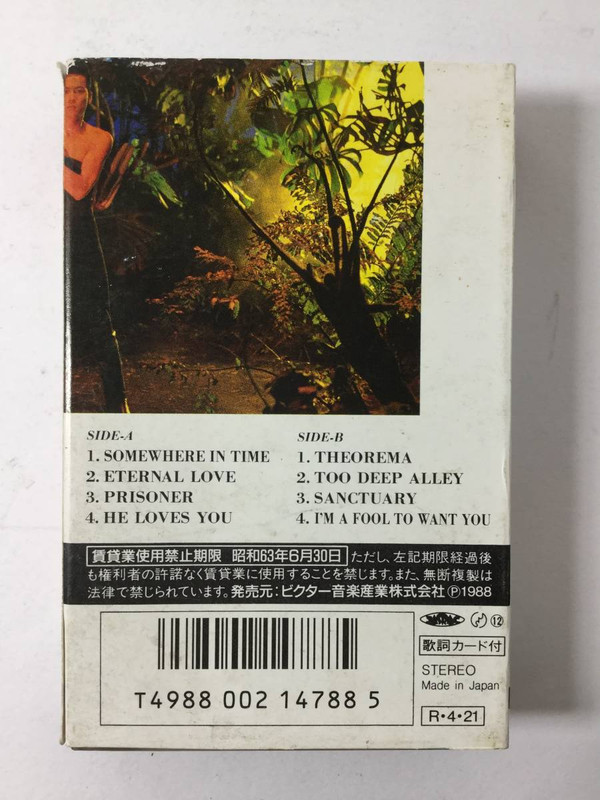 SIDE-A
1. SOMEWHERE IN TIME
2. ETERNAL LOVE
3. PRISONER
4. HE LOVES YOU
SIDE-B
1. THEOREMA
2. TOO DEEP ALLEY
3. SANCTUARY
4. I'M A FOOL TO WANT YOU
賃貸業使用禁止期限 昭和63年6月30日 ただし、左記期限経過後
も権利者の許諾なく賃貸業に使用することを禁じます。また、無断複製は
法律で禁じられています。発売元：ビクター音楽産業株式会社 Ⓟ1988
⑫
歌詞カード付
STEREO
Made in Japan
R・4・21
T4988 002 14788 5